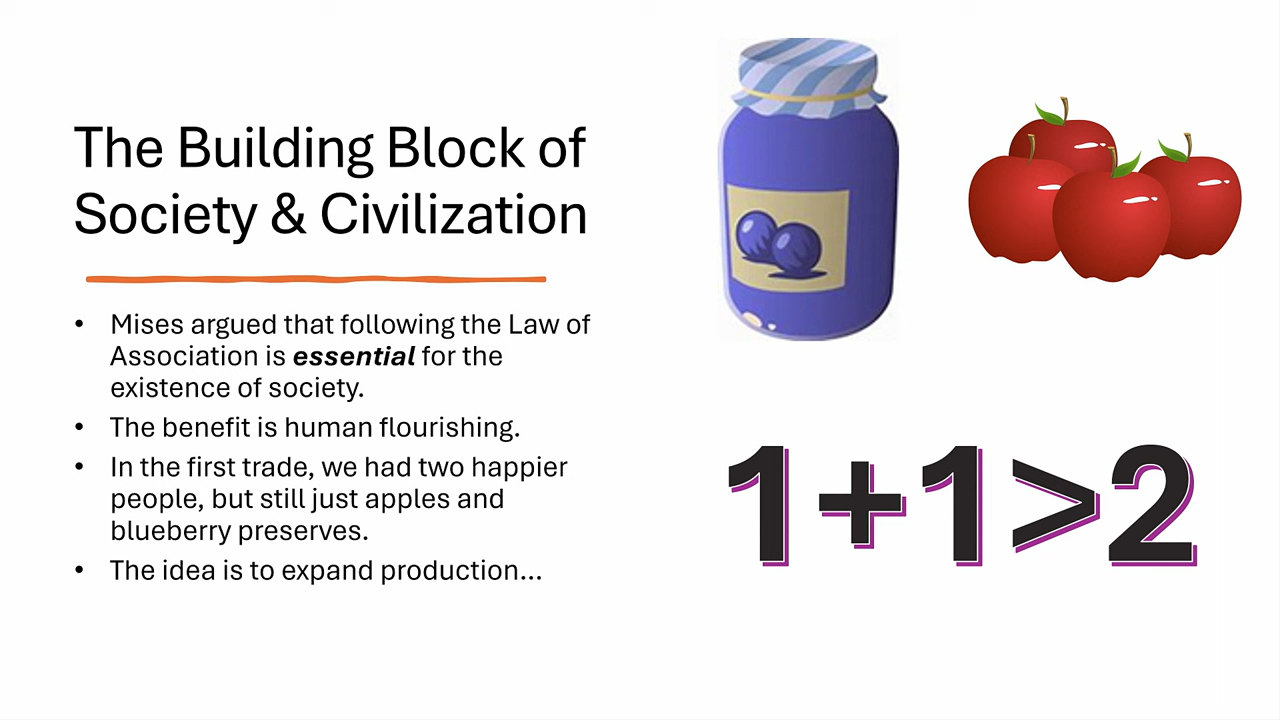 The Building Block of
Society & Civilization
• Mises argued that following the Law of
Association is essential for the
existence of society.
• The benefit is human flourishing.
• In the first trade, we had two happier
people, but still just apples and
blueberry preserves.
• The idea is to expand production...
1+1>2